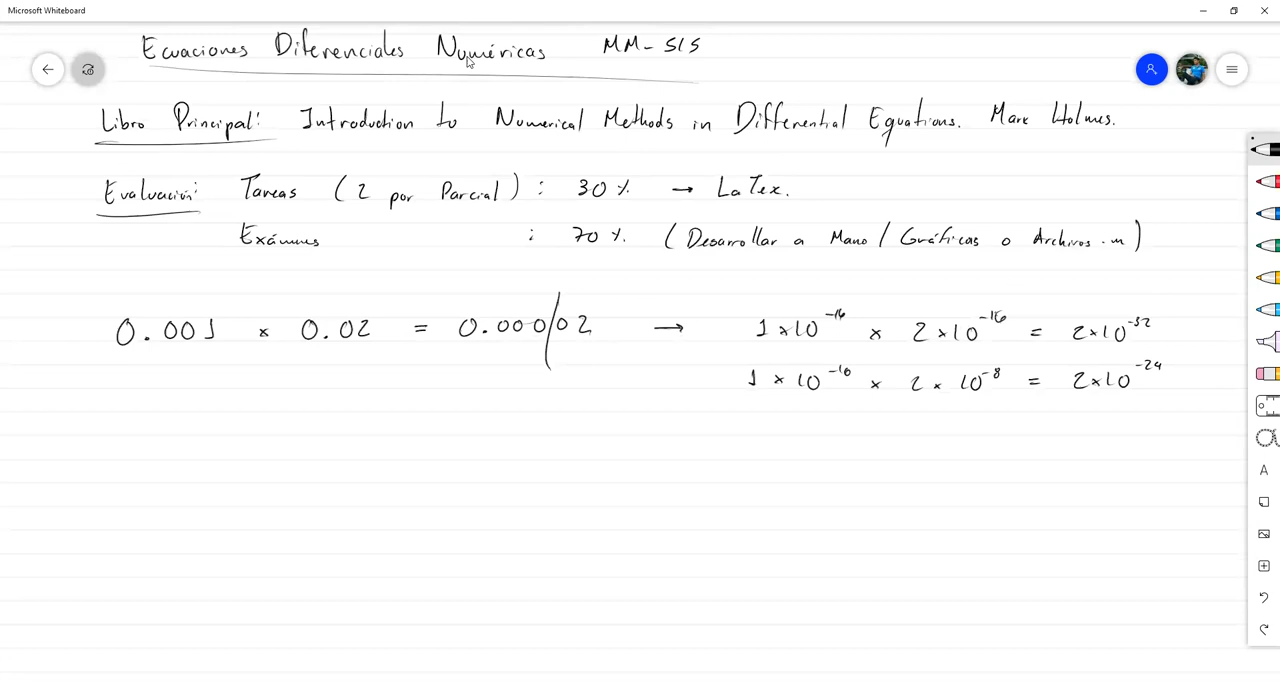 Microsoft Whiteboard
Ecuaciones Diferenciales Numéricas MM-515
Libro Principal: Introduction to Numerical Methods in Differential Equations. Mark Holmes.
Evaluación: Tareas (2 por Parcial) : 30 % → LaTex.
Exámenes : 70 %. (Desarrollar a Mano / Gráficas o Archivos .m)
0.001 × 0.02 = 0.000/02 → 1×10^-16 × 2×10^-16 = 2×10^-32
1 × 10^-16 × 2 × 10^-8 = 2×10^-24
A